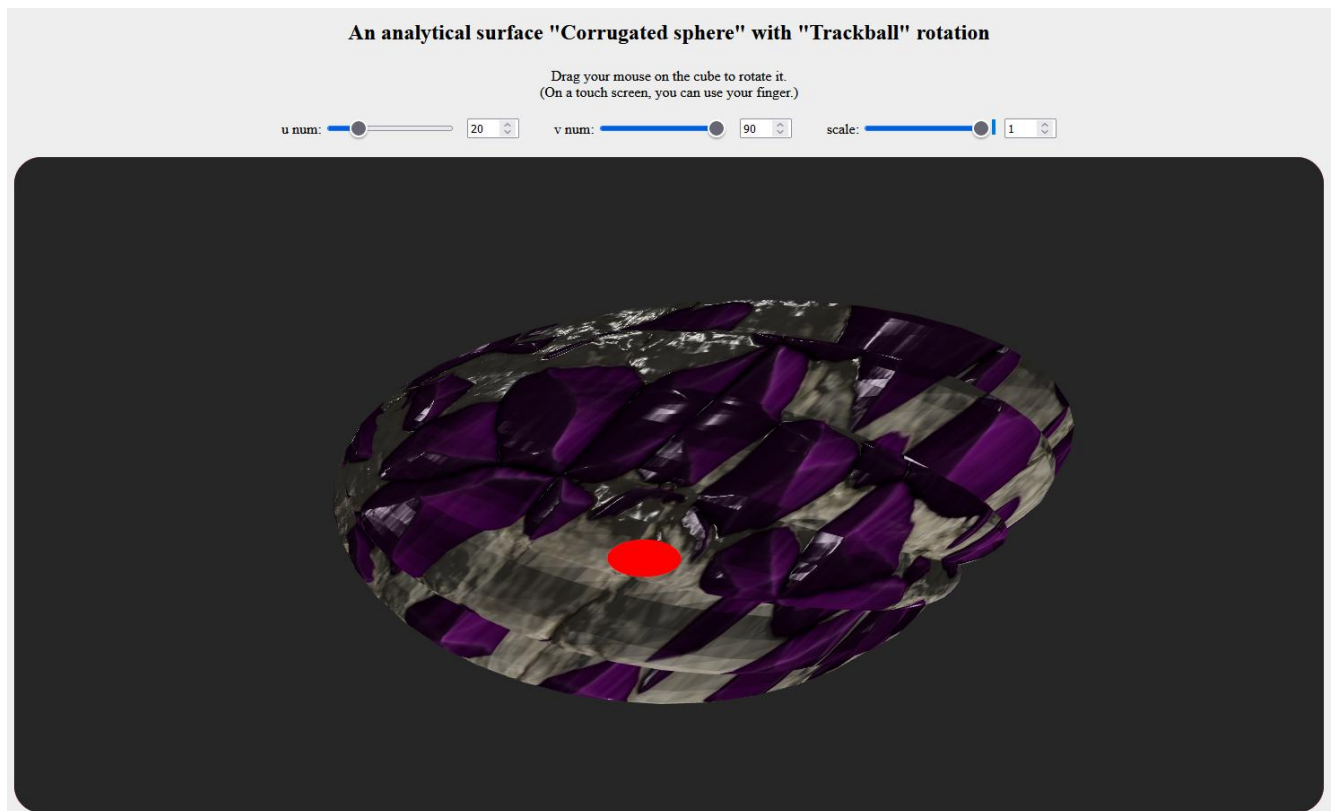 An analytical surface "Corrugated sphere" with "Trackball" rotation
Drag your mouse on the cube to rotate it.
(On a touch screen, you can use your finger.)
u num: 20 v num: 90 scale: 1